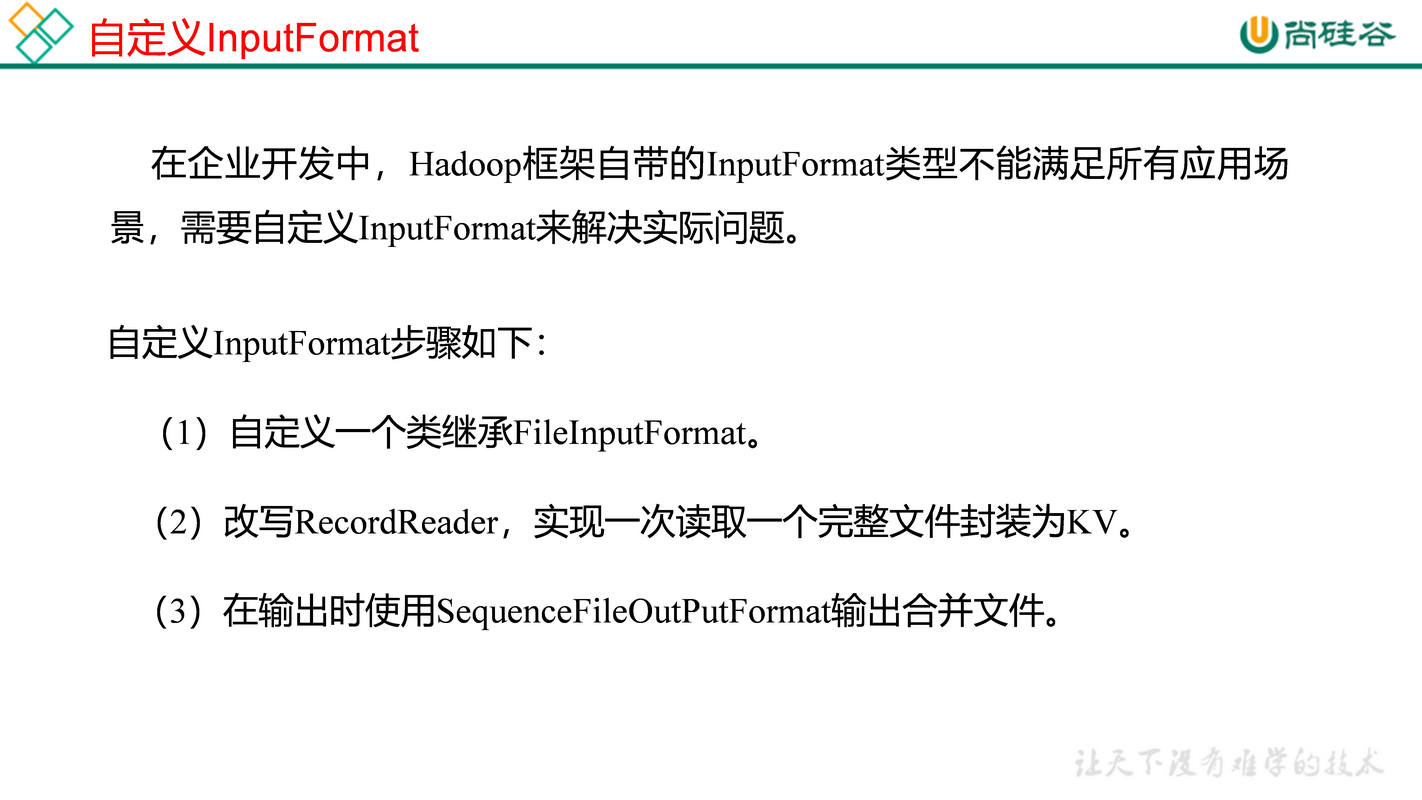 自定义InputFormat
尚硅谷
在企业开发中，Hadoop框架自带的InputFormat类型不能满足所有应用场
景，需要自定义InputFormat来解决实际问题。
自定义InputFormat步骤如下：
（1）自定义一个类继承FileInputFormat。
（2）改写RecordReader，实现一次读取一个完整文件封装为KV。
（3）在输出时使用SequenceFileOutPutFormat输出合并文件。
让天下没有难学的技术